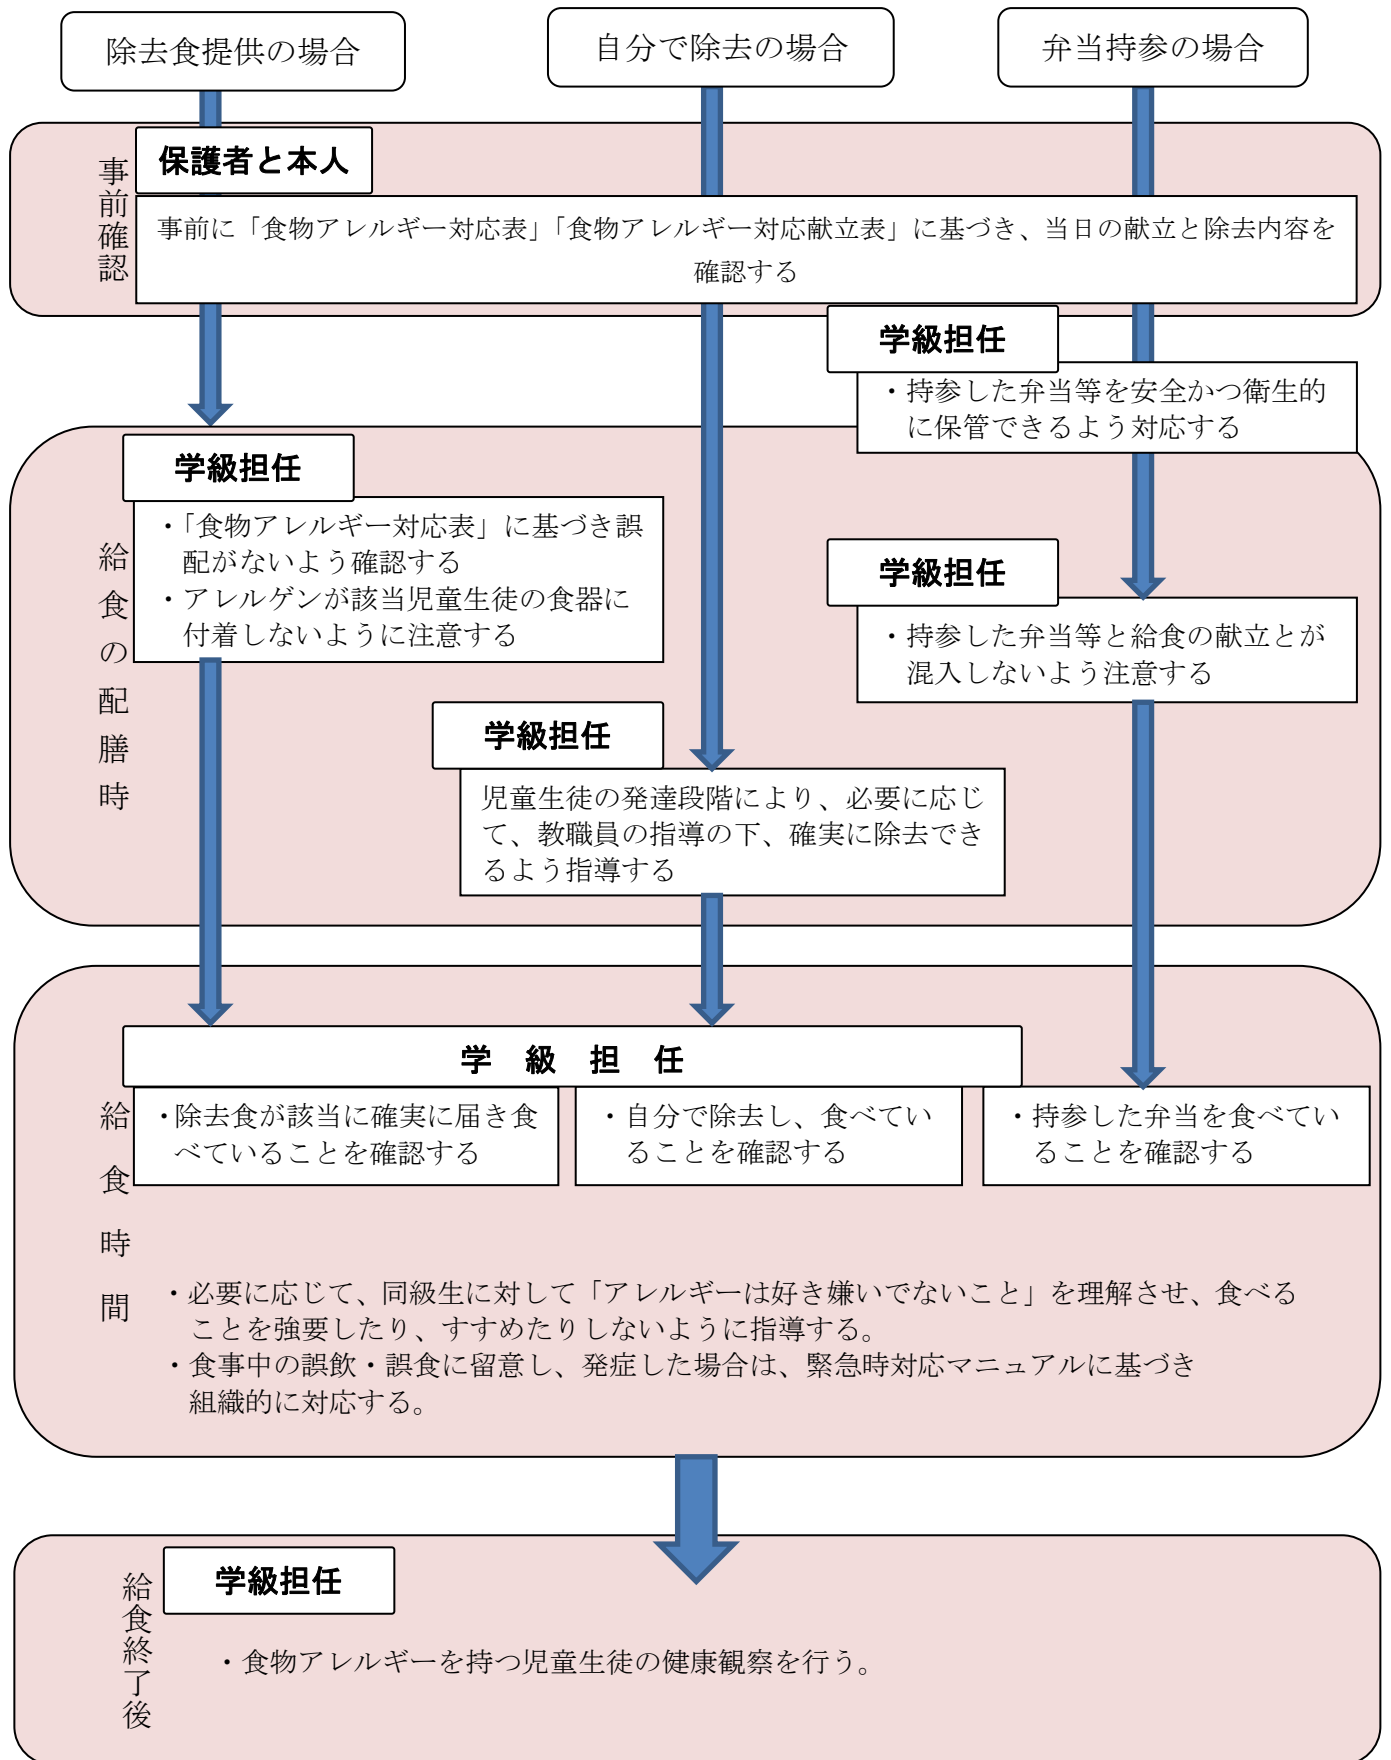 除去食提供の場合
自分で除去の場合
弁当持参の場合
事前確認
保護者と本人
事前に「食物アレルギー対応表」「食物アレルギー対応献立表」に基づき、当日の献立と除去内容を
確認する
学級担任
・持参した弁当等を安全かつ衛生的
に保管できるよう対応する
給食の配膳時
学級担任
・「食物アレルギー対応表」に基づき誤
配がないよう確認する
・アレルゲンが該当児童生徒の食器に
付着しないように注意する
学級担任
・持参した弁当等と給食の献立とが
混入しないよう注意する
学級担任
児童生徒の発達段階により、必要に応じ
て、教職員の指導の下、確実に除去でき
るよう指導する
給食時間
学 級 担 任
・除去食が該当に確実に届き食
べていることを確認する
・自分で除去し、食べてい
ることを確認する
・持参した弁当を食べてい
ることを確認する
・必要に応じて、同級生に対して「アレルギーは好き嫌いでないこと」を理解させ、食べる
ことを強要したり、すすめたりしないように指導する。
・食事中の誤飲・誤食に留意し、発症した場合は、緊急時対応マニュアルに基づき
組織的に対応する。
給食終了後
学級担任
・食物アレルギーを持つ児童生徒の健康観察を行う。